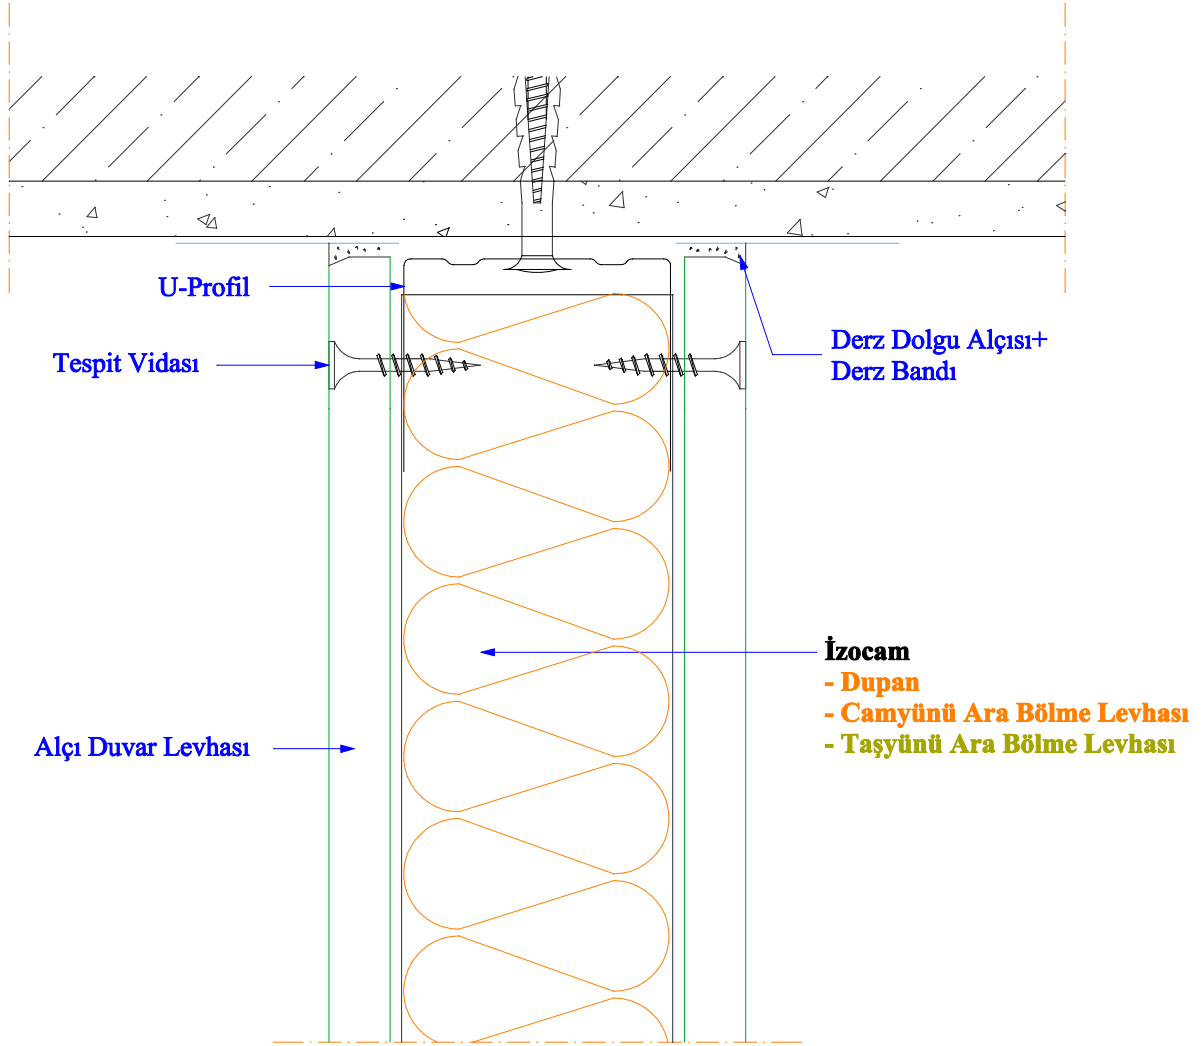 U-Profil
Tespit Vidası
Derz Dolgu Alçısı+
Derz Bandı
İzocam
- Dupan
- Camyünü Ara Bölme Levhası
- Taşyünü Ara Bölme Levhası
Alçı Duvar Levhası